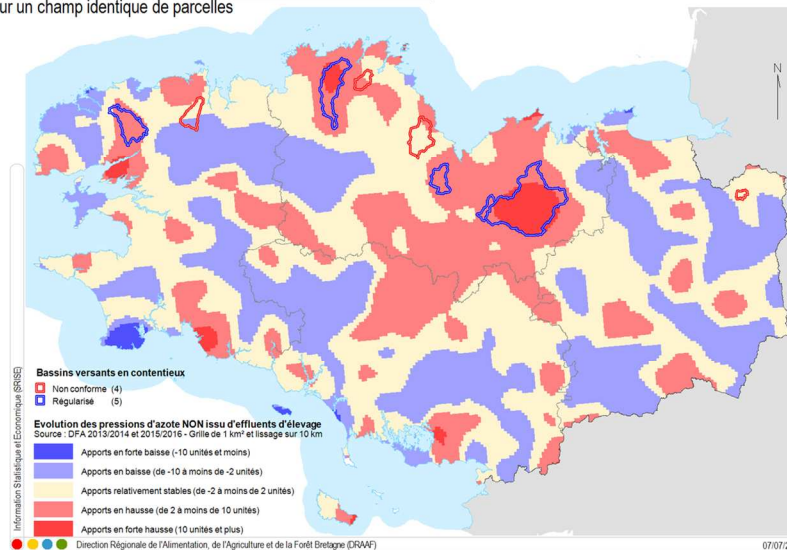 ur un champ identique de parcelles
N
Bassins versants en contentieux
Non conforme (4)
Régularisé (5)
Evolution des pressions d'azote NON issu d'effluents d'élevage
Source : DFA 2013/2014 et 2015/2016 - Grille de 1 km² et lissage sur 10 km
Apports en forte baisse (-10 unités et moins)
Apports en baisse (de -10 à moins de -2 unités)
Apports relativement stables (de -2 à moins de 2 unités)
Apports en hausse (de 2 à moins de 10 unités)
Apports en forte hausse (10 unités et plus)
Information Statistique et Economique (SRISE)
Direction Régionale de l'Alimentation, de l'Agriculture et de la Forêt Bretagne (DRAAF)
07/07/2